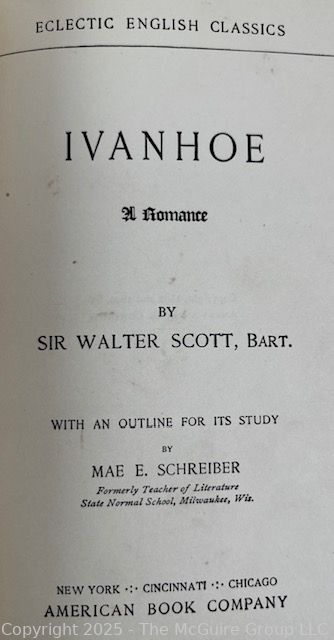 ECLECTIC ENGLISH CLASSICS
IVANHOE
A Romance
BY
SIR WALTER SCOTT, BART.
WITH AN OUTLINE FOR ITS STUDY
BY
MAE E. SCHREIBER
Formerly Teacher of Literature
State Normal School, Milwaukee, Wis.
NEW YORK ·:· CINCINNATI ·:· CHICAGO
AMERICAN BOOK COMPANY
Copyright 2025 - The McGuire Group LLC